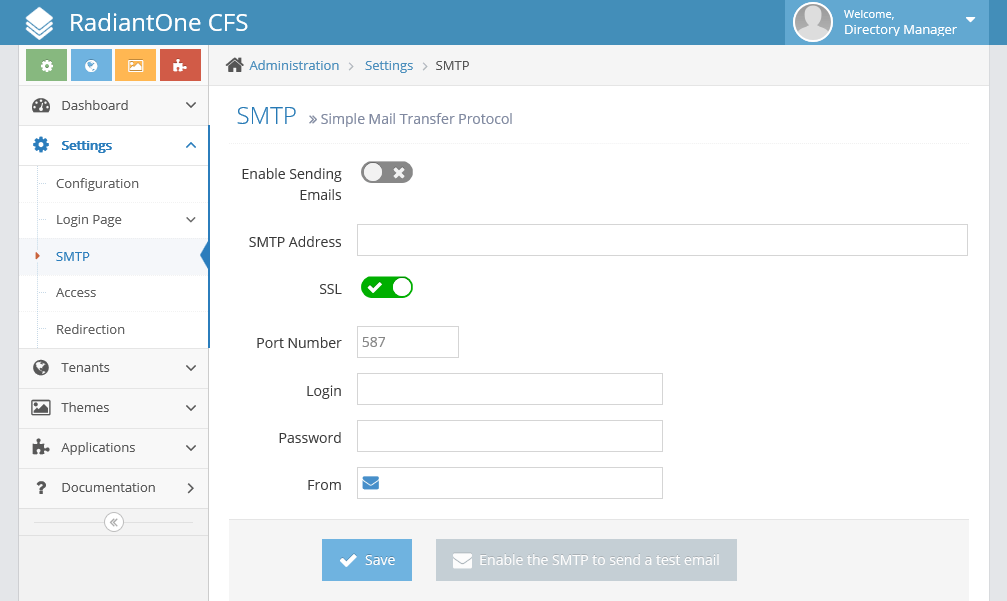 RadiantOne CFS
Welcome,
Directory Manager
Administration
Settings
SMTP
Dashboard
Settings
Configuration
Login Page
SMTP
Access
Redirection
Tenants
Themes
Applications
Documentation
SMTP » Simple Mail Transfer Protocol
Enable Sending
Emails
SMTP Address
SSL
Port Number 587
Login
Password
From
Save
Enable the SMTP to send a test email